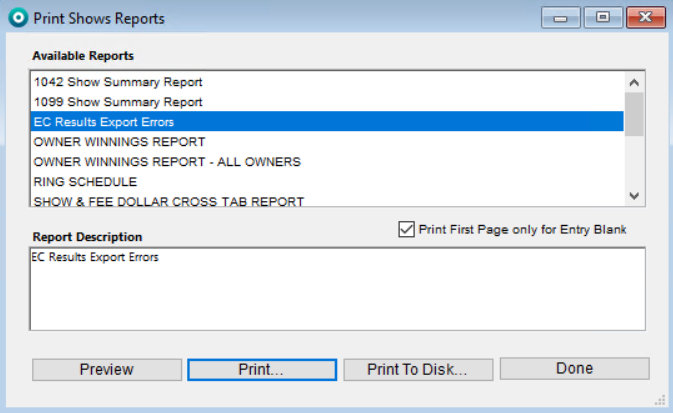 Print Shows Reports
Available Reports
1042 Show Summary Report
1099 Show Summary Report
EC Results Export Errors
OWNER WINNINGS REPORT
OWNER WINNINGS REPORT - ALL OWNERS
RING SCHEDULE
SHOW & FEE DOLLAR CROSS TAB REPORT
Print First Page only for Entry Blank
Report Description
EC Results Export Errors
Preview
Print...
Print To Disk...
Done